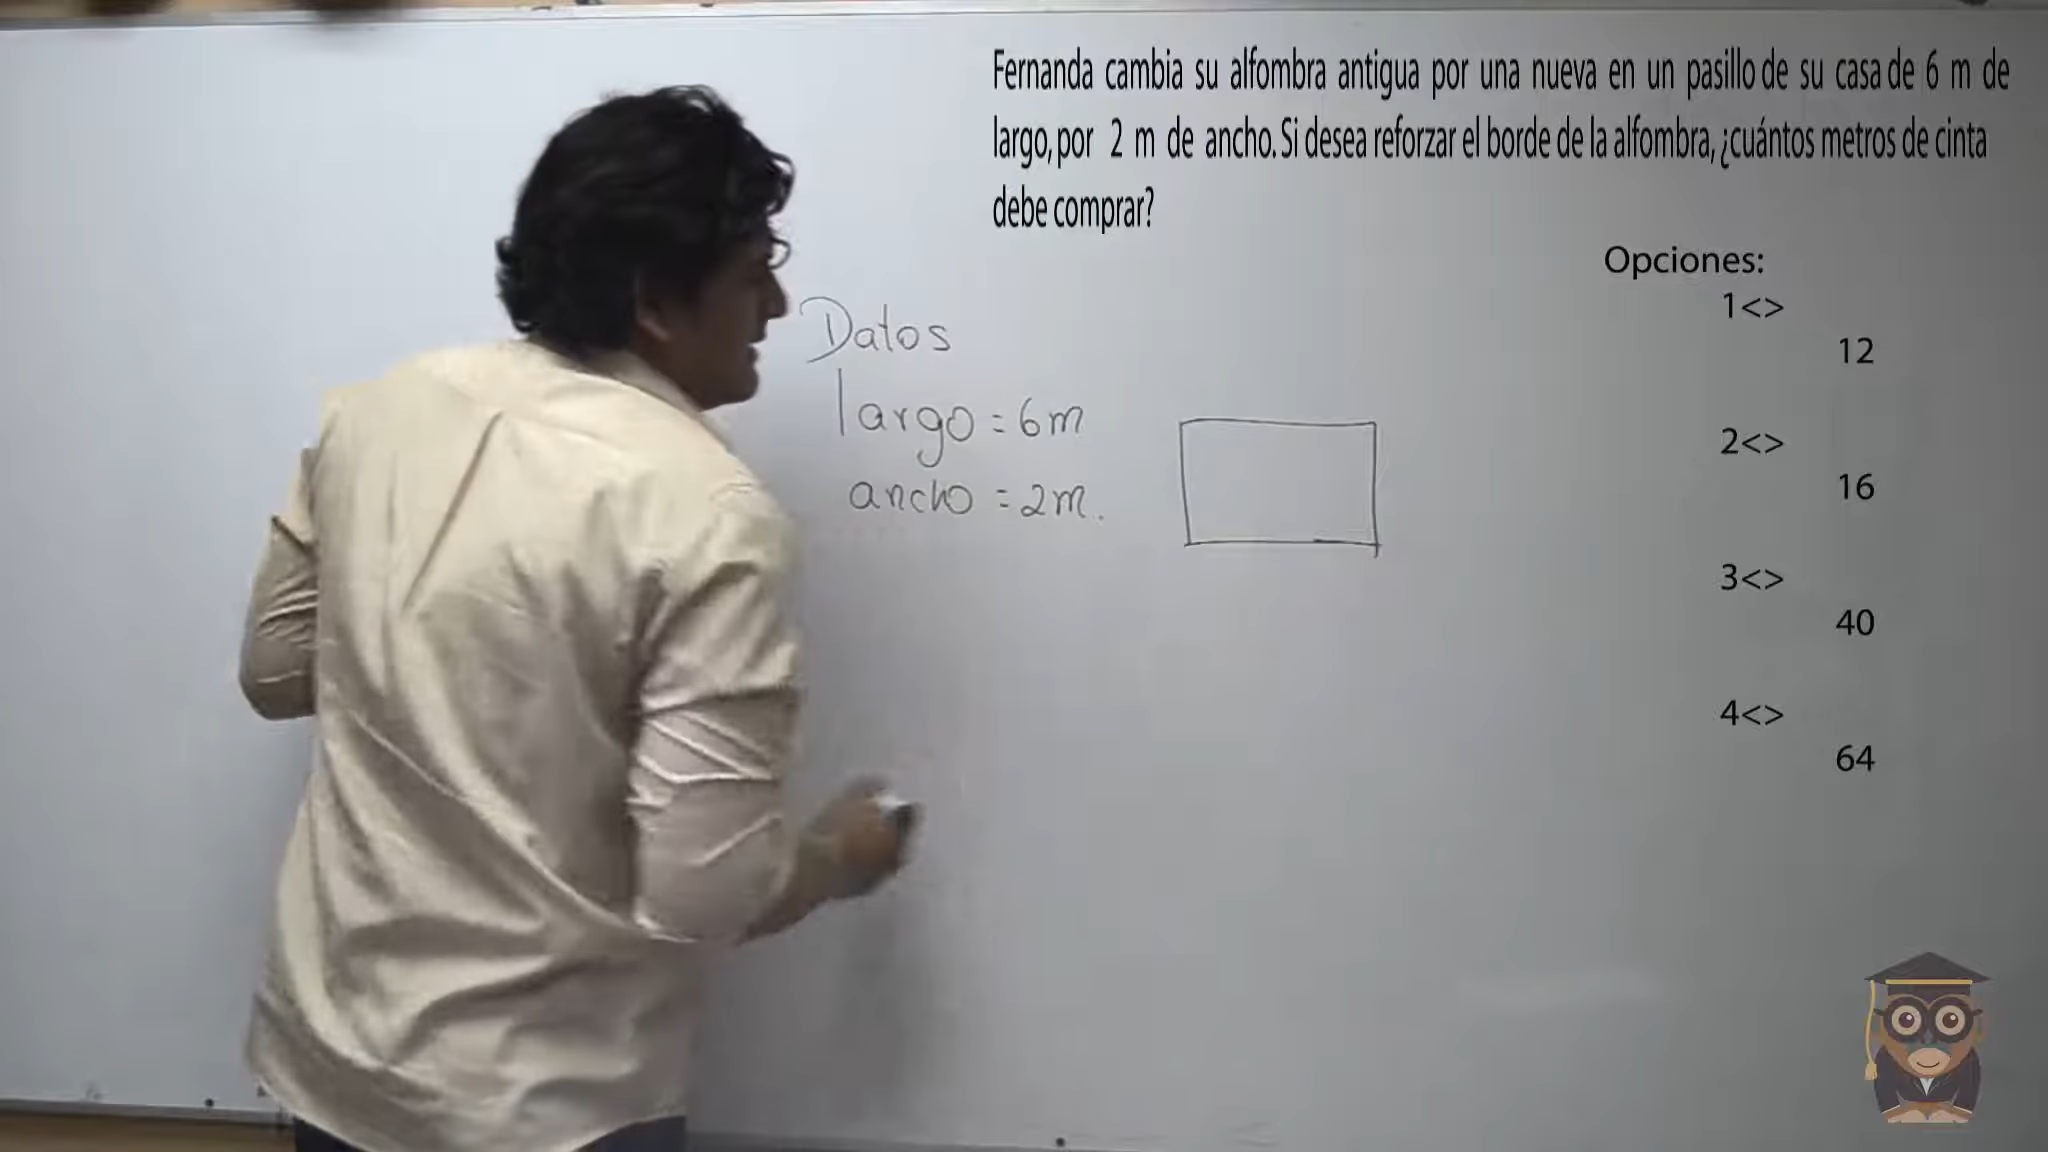 Fernanda cambia su alfombra antigua por una nueva en un pasillo de su casa de 6 m de
largo, por 2 m de ancho. Si desea reforzar el borde de la alfombra, ¿cuántos metros de cinta
debe comprar?
Opciones:
1<>
12
2<>
16
3<>
40
4<>
64
Datos
largo = 6m
ancho = 2m.